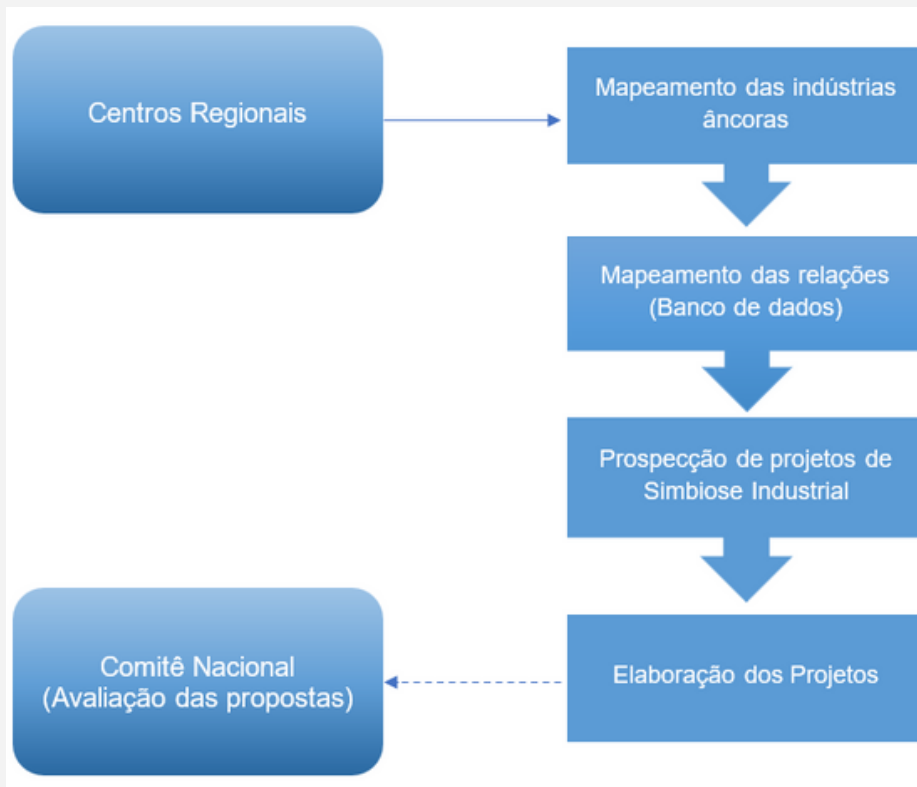 Centros Regionais
Mapeamento das indústrias
âncoras
Mapeamento das relações
(Banco de dados)
Prospecção de projetos de
Simbiose Industrial
Elaboração dos Projetos
Comitê Nacional
(Avaliação das propostas)